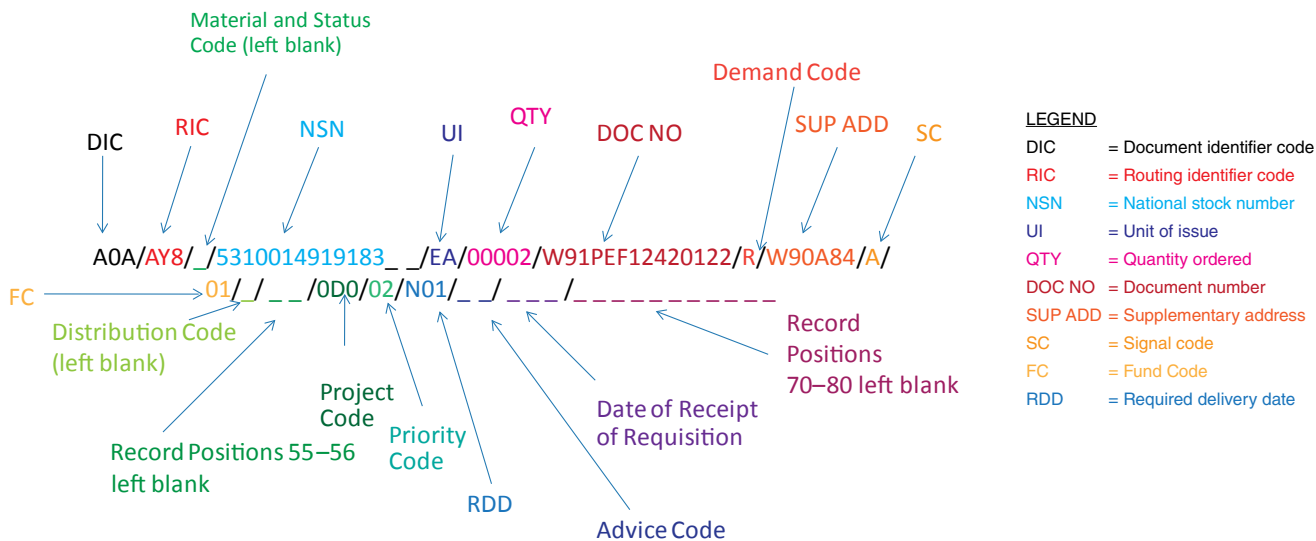 Material and Status
Code (left blank)
Demand Code
DIC
RIC
NSN
UI
QTY
DOC NO
SUP ADD
SC
A0A/AY8/_/5310014919183_ _/EA/00002/W91PEF12420122/R/W90A84/A/
01/_/_ _/0D0/02/N01/_ _/_ _ _/_ _ _ _ _ _ _ _ _ _ _
FC
Distribution Code
(left blank)
Record Positions 55–56
left blank
Project
Code
Priority
Code
RDD
Advice Code
Date of Receipt
of Requisition
Record
Positions
70–80 left blank
LEGEND
DIC = Document identifier code
RIC = Routing identifier code
NSN = National stock number
UI = Unit of issue
QTY = Quantity ordered
DOC NO = Document number
SUP ADD = Supplementary address
SC = Signal code
FC = Fund Code
RDD = Required delivery date